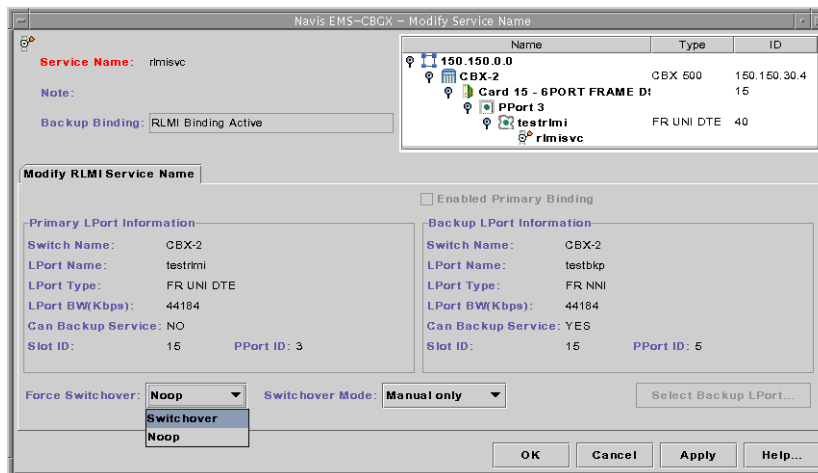 Navis EMS-CBGX – Modify Service Name
Service Name: rlmisvc
Note:
Backup Binding: RLMI Binding Active
Name Type ID
150.150.0.0
CBX-2 CBX 500 150.150.30.4
Card 15 - 6PORT FRAME D 15
PPort 3
testrlmi FR UNI DTE 40
rlmisvc
Modify RLMI Service Name
Enabled Primary Binding
Primary LPort Information
Switch Name: CBX-2
LPort Name: testrlmi
LPort Type: FR UNI DTE
LPort BW(Kbps): 44184
Can Backup Service: NO
Slot ID: 15 PPort ID: 3
Backup LPort Information
Switch Name: CBX-2
LPort Name: testbkp
LPort Type: FR NNI
LPort BW(Kbps): 44184
Can Backup Service: YES
Slot ID: 15 PPort ID: 5
Force Switchover: Noop Switchover Mode: Manual only Select Backup LPort...
Switchover
Noop
OK Cancel Apply Help...